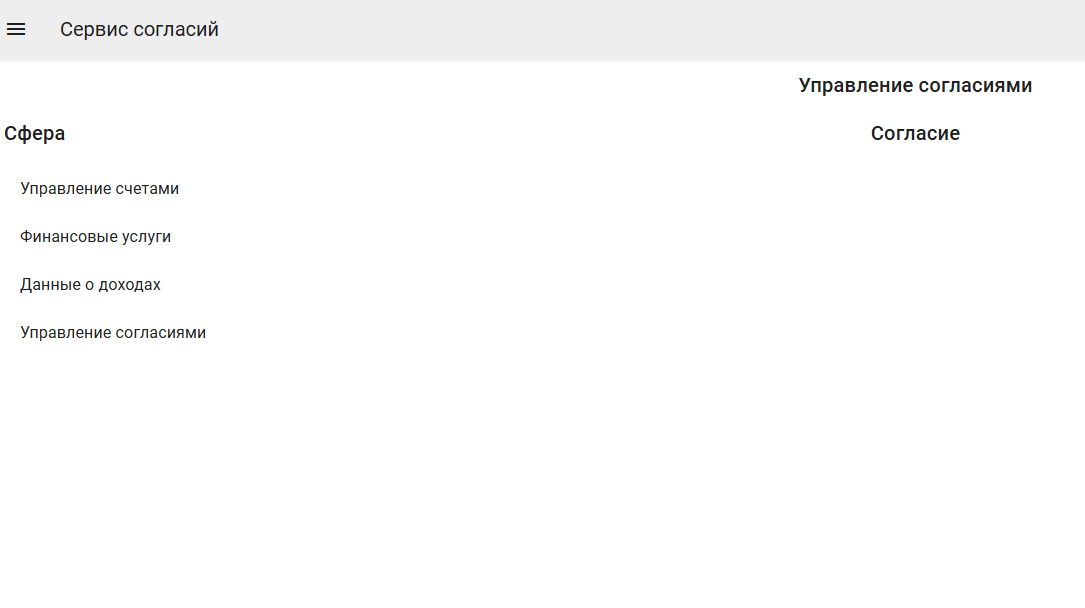 Сервис согласий
Управление согласиями
Сфера
Согласие
Управление счетами
Финансовые услуги
Данные о доходах
Управление согласиями